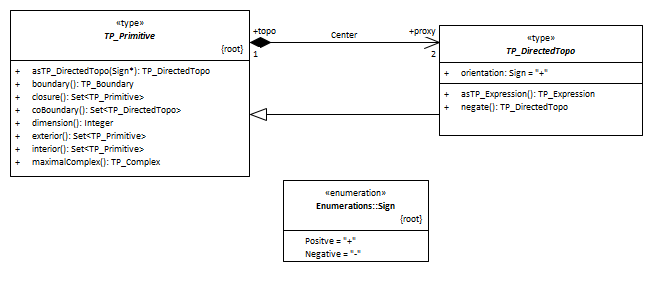 «type»
TP_Primitive
{root}
+ asTP_DirectedTopo(Sign*): TP_DirectedTopo
+ boundary(): TP_Boundary
+ closure(): Set<TP_Primitive>
+ coBoundary(): Set<TP_DirectedTopo>
+ dimension(): Integer
+ exterior(): Set<TP_Primitive>
+ interior(): Set<TP_Primitive>
+ maximalComplex(): TP_Complex
+topo
1
Center
+proxy
2
«type»
TP_DirectedTopo
+ orientation: Sign = "+"
+ asTP_Expression(): TP_Expression
+ negate(): TP_DirectedTopo
«enumeration»
Enumerations::Sign
{root}
Positve = "+"
Negative = "-"